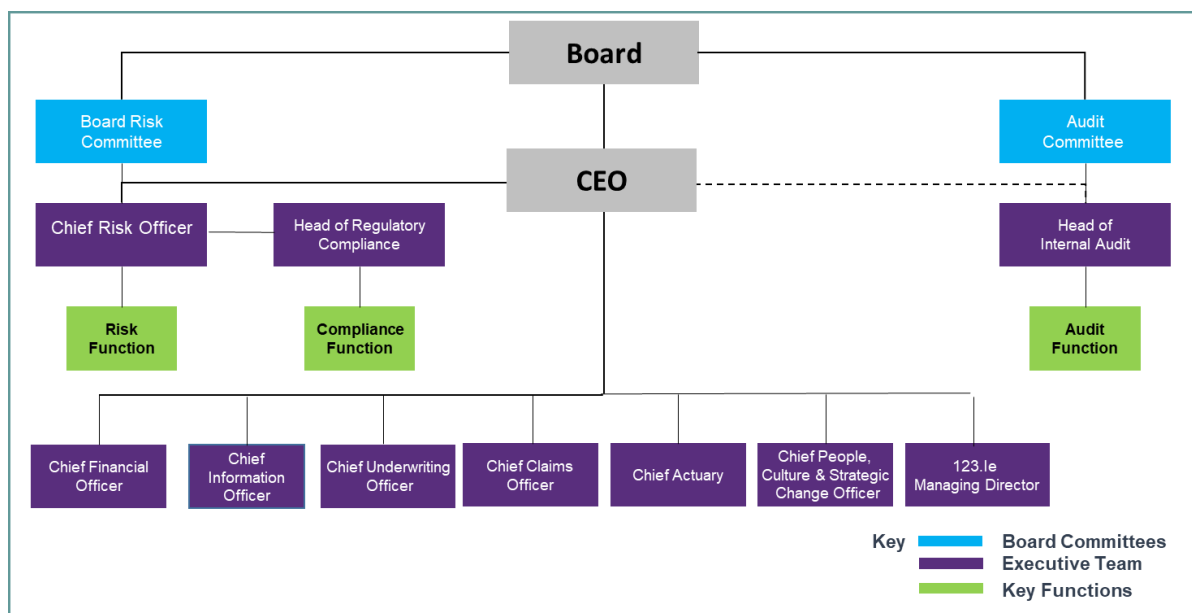 Board
Board Risk
Committee
Audit
Committee
CEO
Chief Risk Officer
Head of Regulatory
Compliance
Head of
Internal Audit
Risk
Function
Compliance
Function
Audit
Function
Chief Financial
Officer
Chief
Information
Officer
Chief Underwriting
Officer
Chief Claims
Officer
Chief Actuary
Chief People,
Culture & Strategic
Change Officer
123.Ie
Managing Director
Key
Board Committees
Executive Team
Key Functions